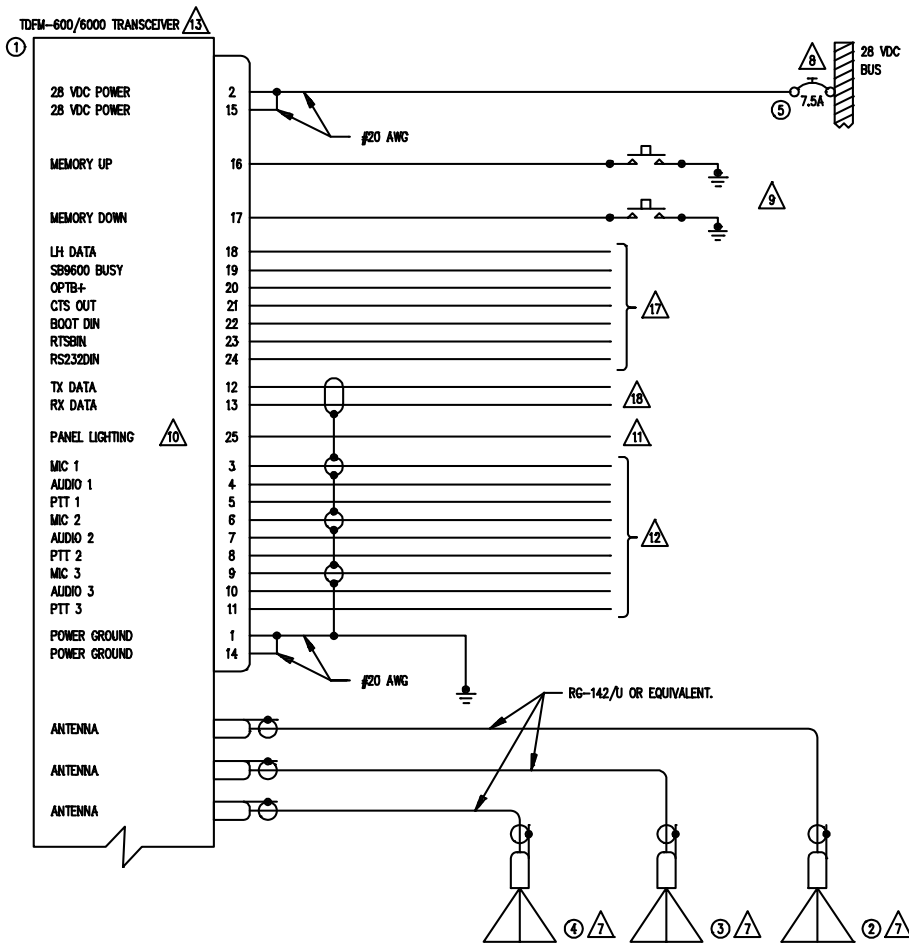 TDFM-600/6000 TRANSCEIVER 13
1
28 VDC POWER 2
28 VDC POWER 15
#20 AWG
8
5 7.5A
28 VDC
BUS
MEMORY UP 16
9
MEMORY DOWN 17
LH DATA 18
SB9600 BUSY 19
OPTB+ 20
CTS OUT 21
BOOT DIN 22
RTSBIN 23
RS232DIN 24
17
TX DATA 12
RX DATA 13
18
PANEL LIGHTING 10 25 11
MIC 1 3
AUDIO 1 4
PTT 1 5
MIC 2 6
AUDIO 2 7
PTT 2 8
MIC 3 9
AUDIO 3 10
PTT 3 11
12
POWER GROUND 1
POWER GROUND 14
#20 AWG
RG-142/U OR EQUIVALENT.
ANTENNA
ANTENNA
ANTENNA
4 7 3 7 2 7